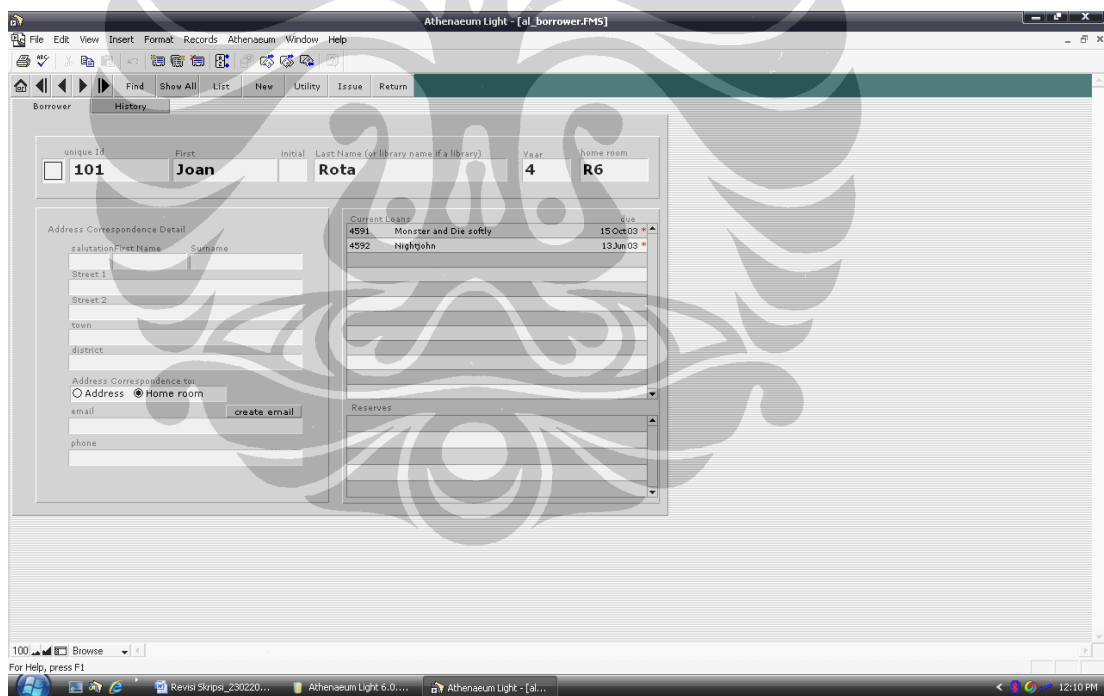 Athenaeum Light - [al_borrower.FMS]
File Edit View Insert Format Records Athenaeum Window Help
Find Show All List New Utility Issue Return
Borrower History
unique Id First initial Last Name (or library name if a library) Year home room
101 Joan Rota 4 R6
Address Correspondence Detail
salutation First Name Surname
Street 1
Street 2
town
district
Address Correspondence to:
Address Home room
email create email
phone
Current Loans due
4591 Monster and Die softly 15 Oct 03 *
4592 Nightjohn 13 Jun 03 *
Reserves
100 Browse
For Help, press F1
Revisi Skripsi_230220... Athenaeum Light 6.0.... Athenaeum Light - [al... 12:10 PM